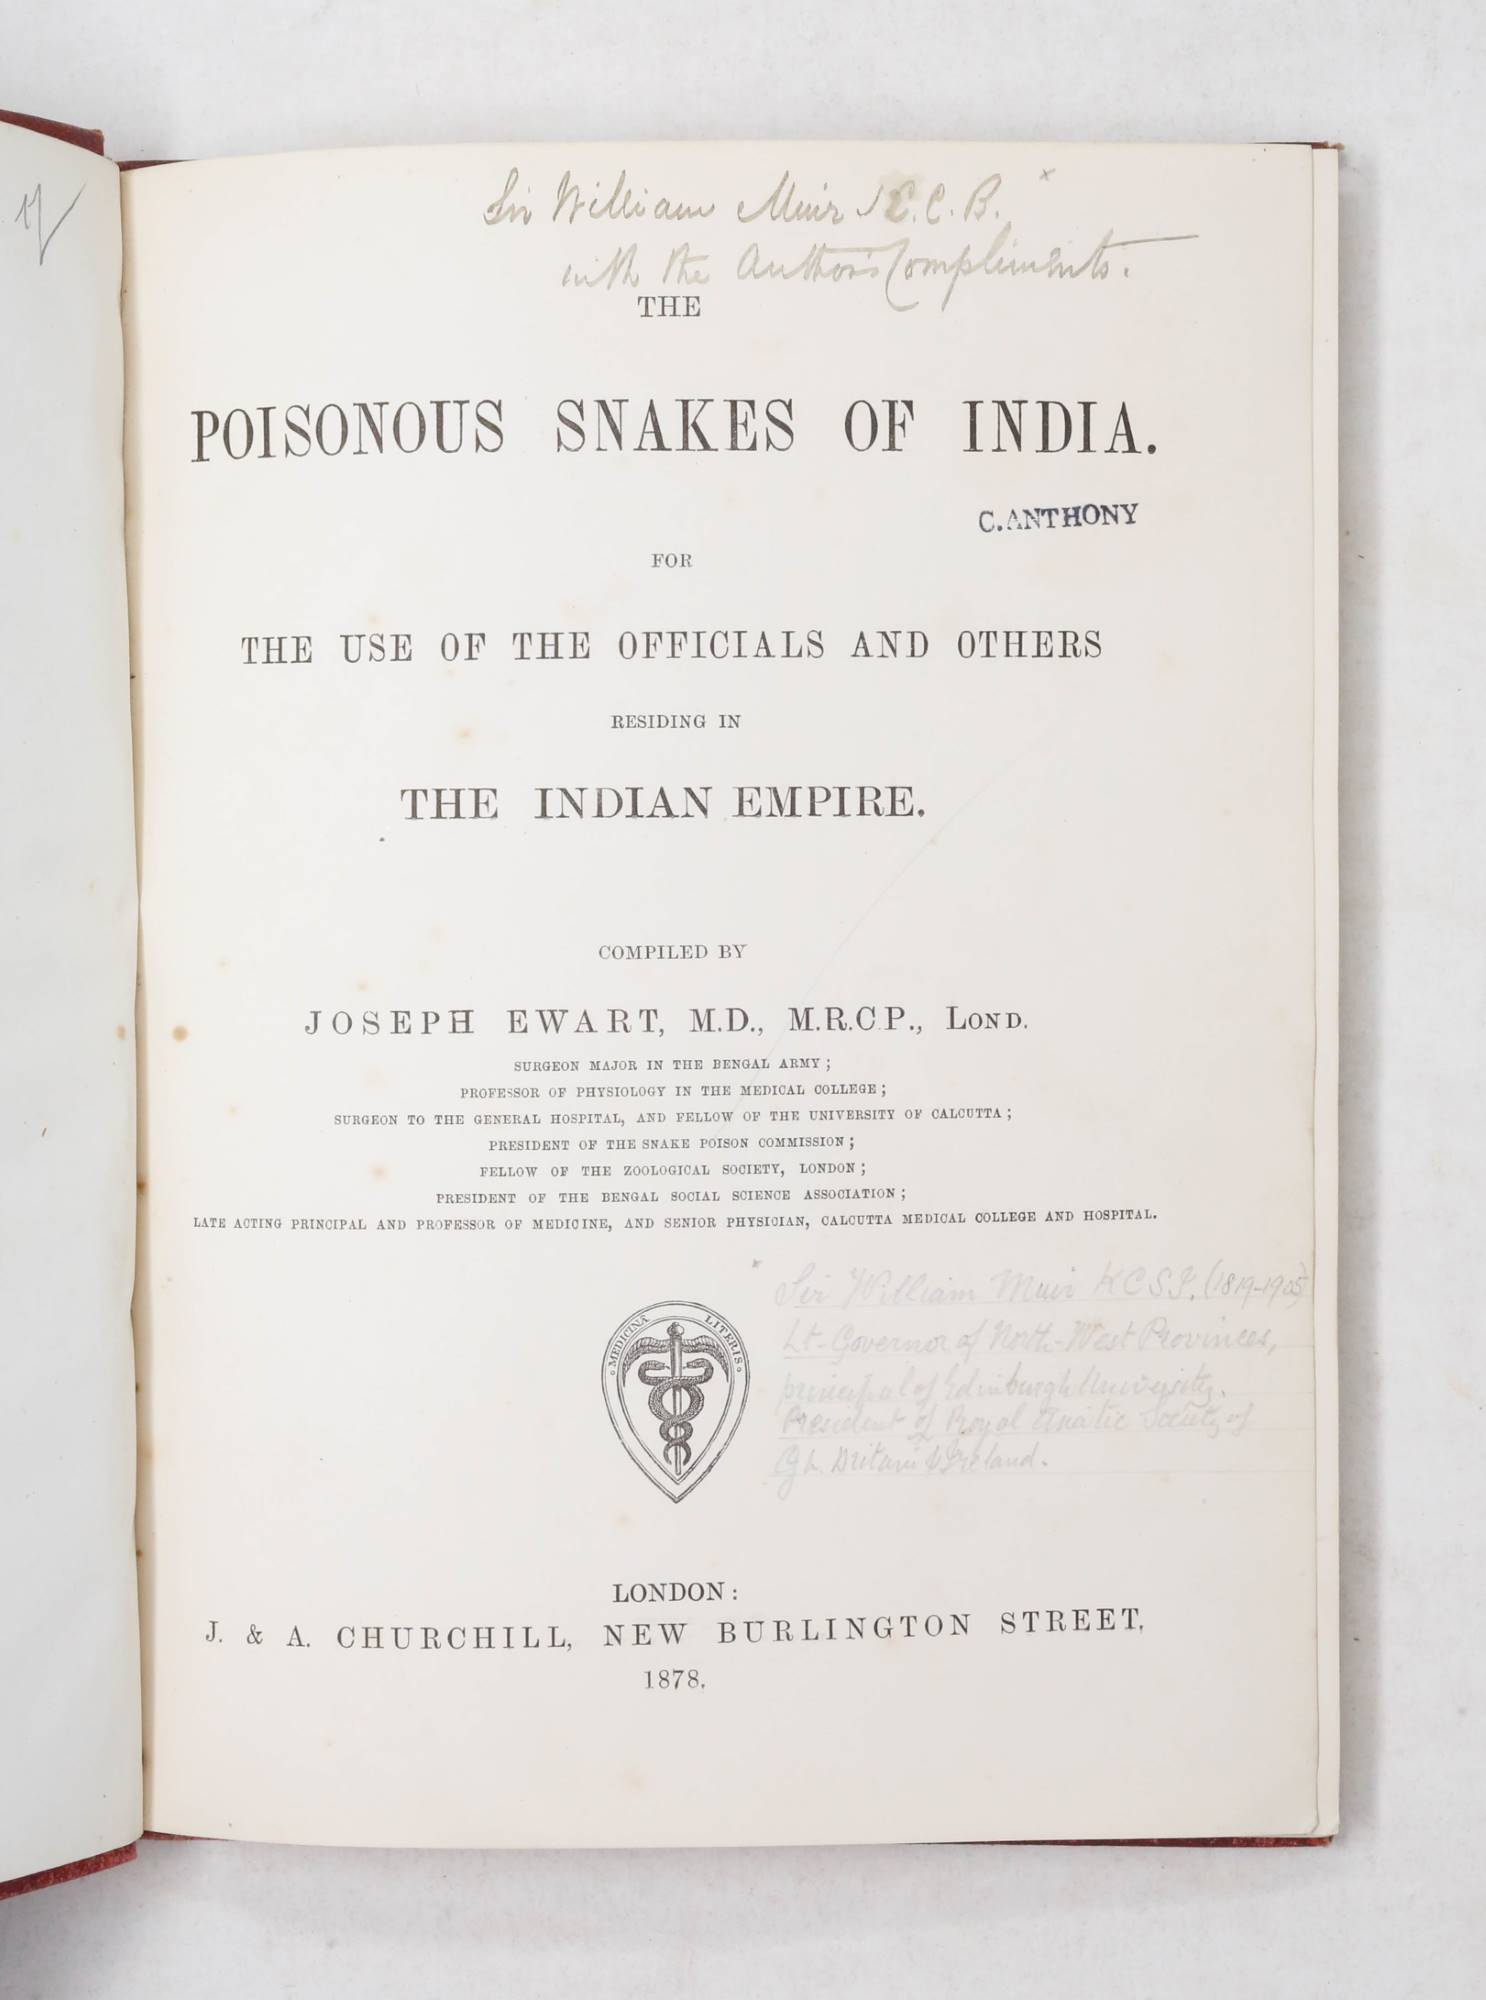 Sir William Muir K.C.B. x
with the Author's Compliments.
THE
POISONOUS SNAKES OF INDIA.
C. ANTHONY
FOR
THE USE OF THE OFFICIALS AND OTHERS
RESIDING IN
THE INDIAN EMPIRE.
COMPILED BY
JOSEPH EWART, M.D., M.R.C.P., LOND.
SURGEON MAJOR IN THE BENGAL ARMY;
PROFESSOR OF PHYSIOLOGY IN THE MEDICAL COLLEGE;
SURGEON TO THE GENERAL HOSPITAL, AND FELLOW OF THE UNIVERSITY OF CALCUTTA;
PRESIDENT OF THE SNAKE POISON COMMISSION;
FELLOW OF THE ZOOLOGICAL SOCIETY, LONDON;
PRESIDENT OF THE BENGAL SOCIAL SCIENCE ASSOCIATION;
LATE ACTING PRINCIPAL AND PROFESSOR OF MEDICINE, AND SENIOR PHYSICIAN, CALCUTTA MEDICAL COLLEGE AND HOSPITAL.
MEDICINA LITERIS
x Sir William Muir KCSI. (1819-1905)
Lt-Governor of North-West Provinces,
principal of Edinburgh University.
President of Royal Asiatic Society of
Gt. Britain & Ireland.
LONDON:
J. & A. CHURCHILL, NEW BURLINGTON STREET,
1878.